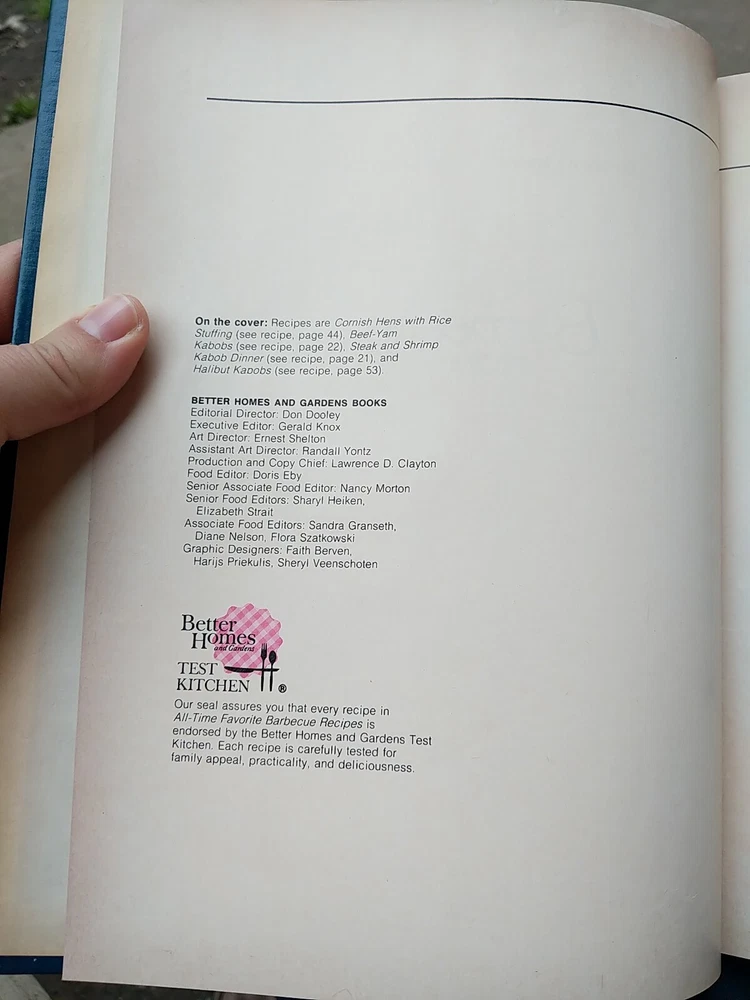 On the cover: Recipes are Cornish Hens with Rice
Stuffing (see recipe, page 44), Beef-Yam
Kabobs (see recipe, page 22), Steak and Shrimp
Kabob Dinner (see recipe, page 21), and
Halibut Kabobs (see recipe, page 53).
BETTER HOMES AND GARDENS BOOKS
Editorial Director: Don Dooley
Executive Editor: Gerald Knox
Art Director: Ernest Shelton
Assistant Art Director: Randall Yontz
Production and Copy Chief: Lawrence D. Clayton
Food Editor: Doris Eby
Senior Associate Food Editor: Nancy Morton
Senior Food Editors: Sharyl Heiken,
Elizabeth Strait
Associate Food Editors: Sandra Granseth,
Diane Nelson, Flora Szatkowski
Graphic Designers: Faith Berven,
Harijs Priekulis, Sheryl Veenschoten
Better
Homes
and Gardens
TEST
KITCHEN ®
Our seal assures you that every recipe in
All-Time Favorite Barbecue Recipes is
endorsed by the Better Homes and Gardens Test
Kitchen. Each recipe is carefully tested for
family appeal, practicality, and deliciousness.